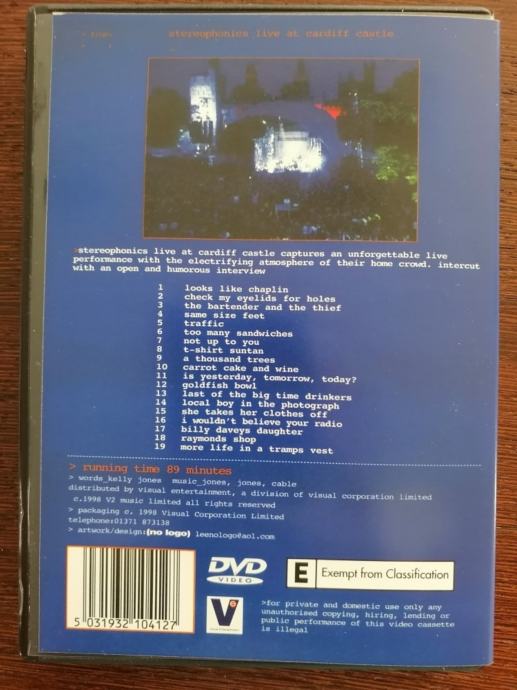 stereophonics live at cardiff castle
>stereophonics live at cardiff castle captures an unforgettable live
performance with the electrifying atmosphere of their home crowd. intercut
with an open and humorous interview
1 looks like chaplin
2 check my eyelids for holes
3 the bartender and the thief
4 same size feet
5 traffic
6 too many sandwiches
7 not up to you
8 t-shirt suntan
9 a thousand trees
10 carrot cake and wine
11 is yesterday, tomorrow, today?
12 goldfish bowl
13 last of the big time drinkers
14 local boy in the photograph
15 she takes her clothes off
16 i wouldn't believe your radio
17 billy daveys daughter
18 raymonds shop
19 more life in a tramps vest
> running time 89 minutes
> words_kelly jones music_jones, jones, cable
distributed by visual entertainment, a division of visual corporation limited
c.1998 V2 music limited all rights reserved
> packaging c. 1998 Visual Corporation Limited
telephone:01371 873138
> artwork/design:(no logo) leenologo@aol.com
DVD
VIDEO
E Exempt from Classification
V
>for private and domestic use only any
unauthorised copying, hiring, lending or
public performance of this video cassette
is illegal
5 031932 104127